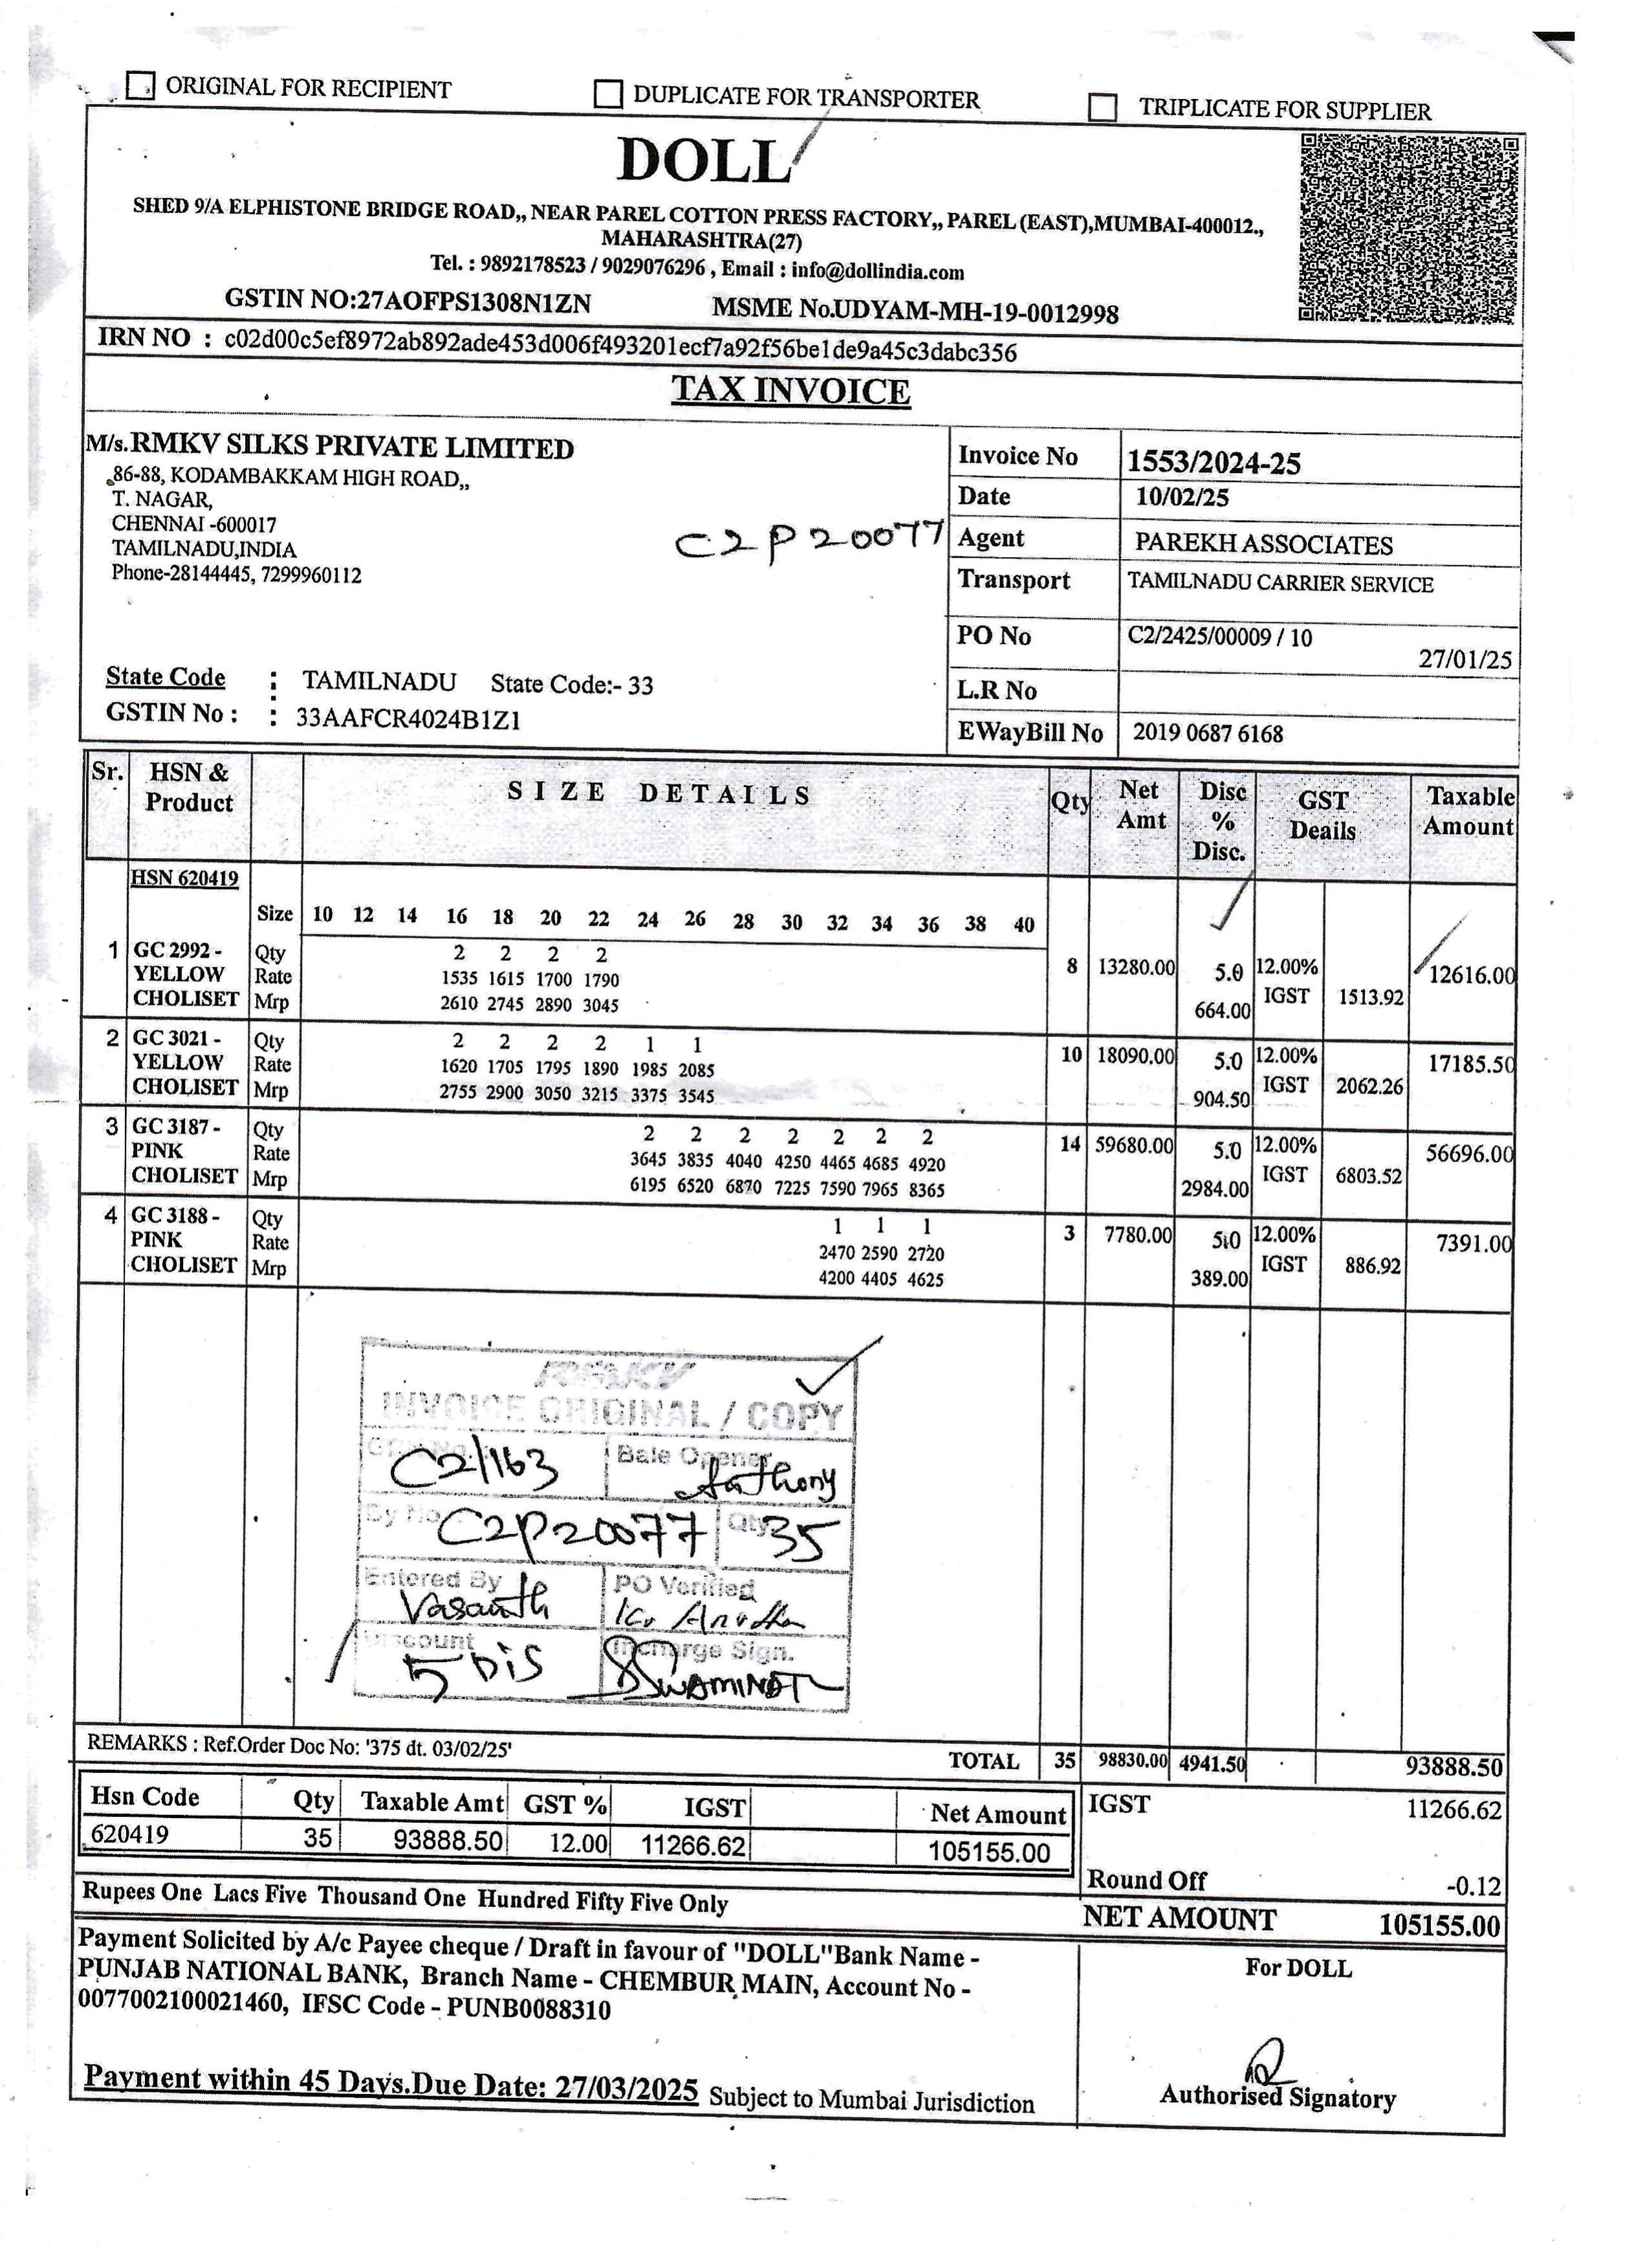 ORIGINAL FOR RECIPIENT DUPLICATE FOR TRANSPORTER TRIPLICATE FOR SUPPLIER
DOLL
SHED 9/A ELPHISTONE BRIDGE ROAD,, NEAR PAREL COTTON PRESS FACTORY,, PAREL (EAST),MUMBAI-400012.,
MAHARASHTRA(27)
Tel. : 9892178523 / 9029076296 , Email : info@dollindia.com
GSTIN NO:27AOFPS1308N1ZN MSME No.UDYAM-MH-19-0012998
IRN NO : c02d00c5ef8972ab892ade453d006f493201ecf7a92f56be1de9a45c3dabc356
TAX INVOICE
M/s.RMKV SILKS PRIVATE LIMITED
86-88, KODAMBAKKAM HIGH ROAD,,
T. NAGAR,
CHENNAI -600017
TAMILNADU,INDIA
Phone-28144445, 7299960112
C2P20077
State Code : TAMILNADU State Code:- 33
GSTIN No : : 33AAFCR4024B1Z1
Invoice No 1553/2024-25
Date 10/02/25
Agent PAREKH ASSOCIATES
Transport TAMILNADU CARRIER SERVICE
PO No C2/2425/00009 / 10
27/01/25
L.R No
EWayBill No 2019 0687 6168
Sr. HSN & Product SIZE DETAILS Qty Net Amt Disc % Disc. GST Deails Taxable Amount
HSN 620419
Size 10 12 14 16 18 20 22 24 26 28 30 32 34 36 38 40
1 GC 2992 - Qty 2 2 2 2 8 13280.00 5.0 12.00% 12616.00
YELLOW Rate 1535 1615 1700 1790 IGST 1513.92
CHOLISET Mrp 2610 2745 2890 3045 664.00
2 GC 3021 - Qty 2 2 2 2 1 1 10 18090.00 5.0 12.00% 17185.50
YELLOW Rate 1620 1705 1795 1890 1985 2085 IGST 2062.26
CHOLISET Mrp 2755 2900 3050 3215 3375 3545 904.50
3 GC 3187 - Qty 2 2 2 2 2 2 2 14 59680.00 5.0 12.00% 56696.00
PINK Rate 3645 3835 4040 4250 4465 4685 4920 IGST 6803.52
CHOLISET Mrp 6195 6520 6870 7225 7590 7965 8365 2984.00
4 GC 3188 - Qty 1 1 1 3 7780.00 5.0 12.00% 7391.00
PINK Rate 2470 2590 2720 IGST 886.92
CHOLISET Mrp 4200 4405 4625 389.00
RMKV
INVOICE ORIGINAL / COPY
C2/163 Bale Opener Anthony
By No C2P20077 Qty 35
Entered By Vasanth PO Verified
Discount 5 DiS Incharge Sign.
REMARKS : Ref.Order Doc No: '375 dt. 03/02/25'
TOTAL 35 98830.00 4941.50 93888.50
Hsn Code Qty Taxable Amt GST % IGST Net Amount
620419 35 93888.50 12.00 11266.62 105155.00
IGST 11266.62
Round Off -0.12
Rupees One Lacs Five Thousand One Hundred Fifty Five Only
NET AMOUNT 105155.00
Payment Solicited by A/c Payee cheque / Draft in favour of "DOLL"Bank Name -
PUNJAB NATIONAL BANK, Branch Name - CHEMBUR MAIN, Account No -
0077002100021460, IFSC Code - PUNB0088310
For DOLL
Payment within 45 Days.Due Date: 27/03/2025 Subject to Mumbai Jurisdiction
Authorised Signatory